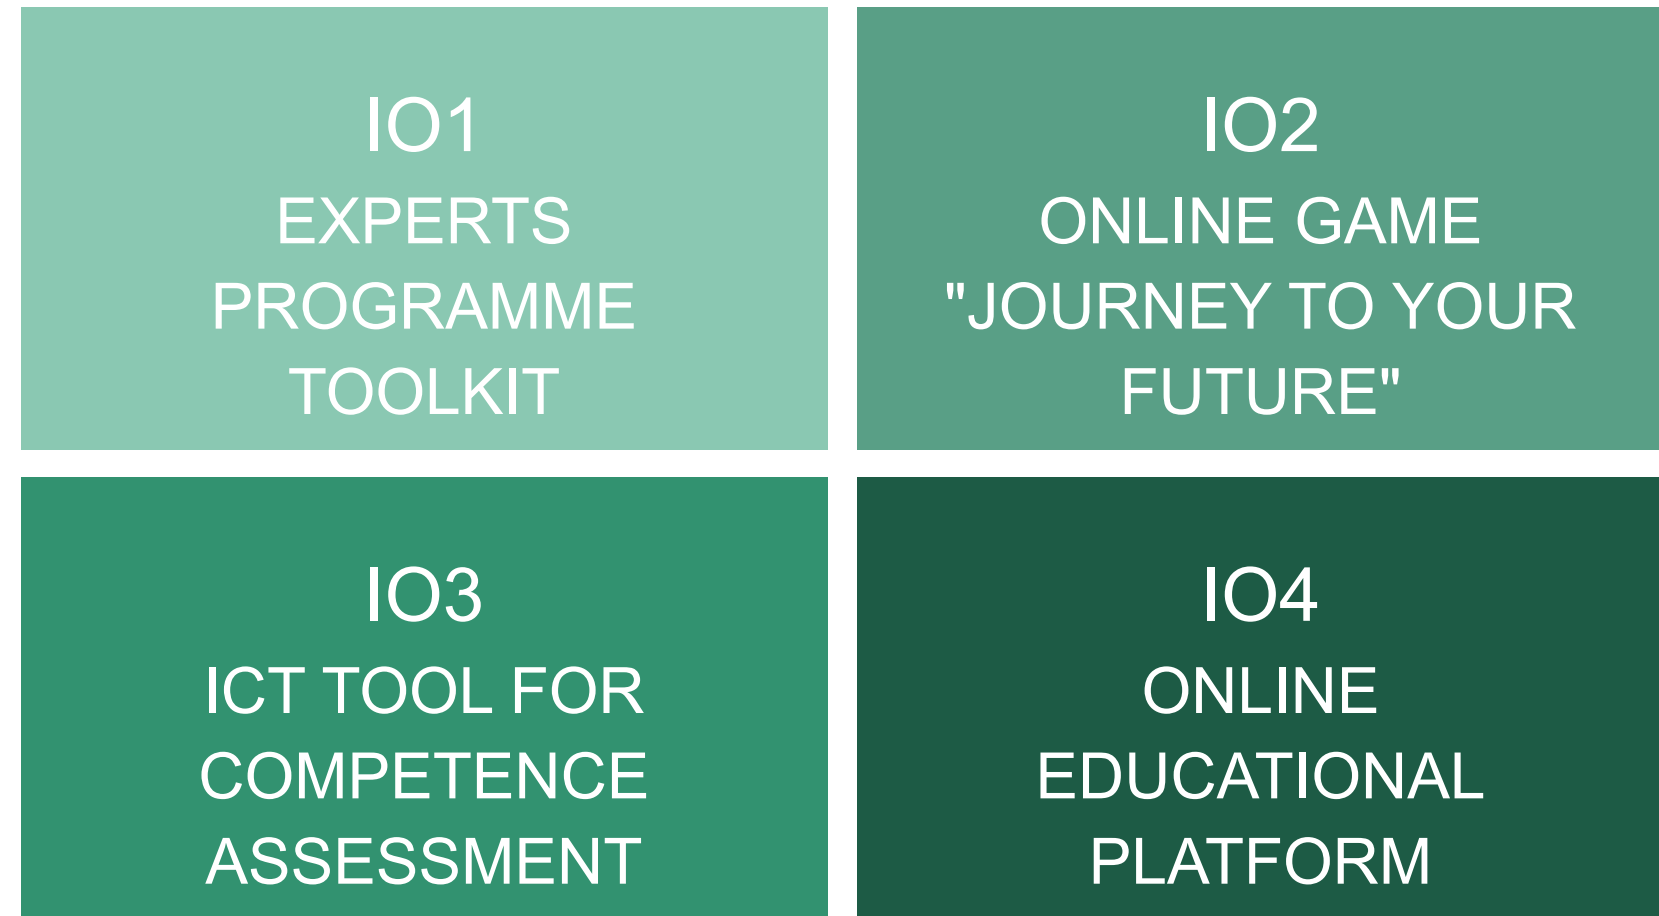 IO1
EXPERTS
PROGRAMME
TOOLKIT
IO2
ONLINE GAME
"JOURNEY TO YOUR
FUTURE"
IO3
ICT TOOL FOR
COMPETENCE
ASSESSMENT
IO4
ONLINE
EDUCATIONAL
PLATFORM